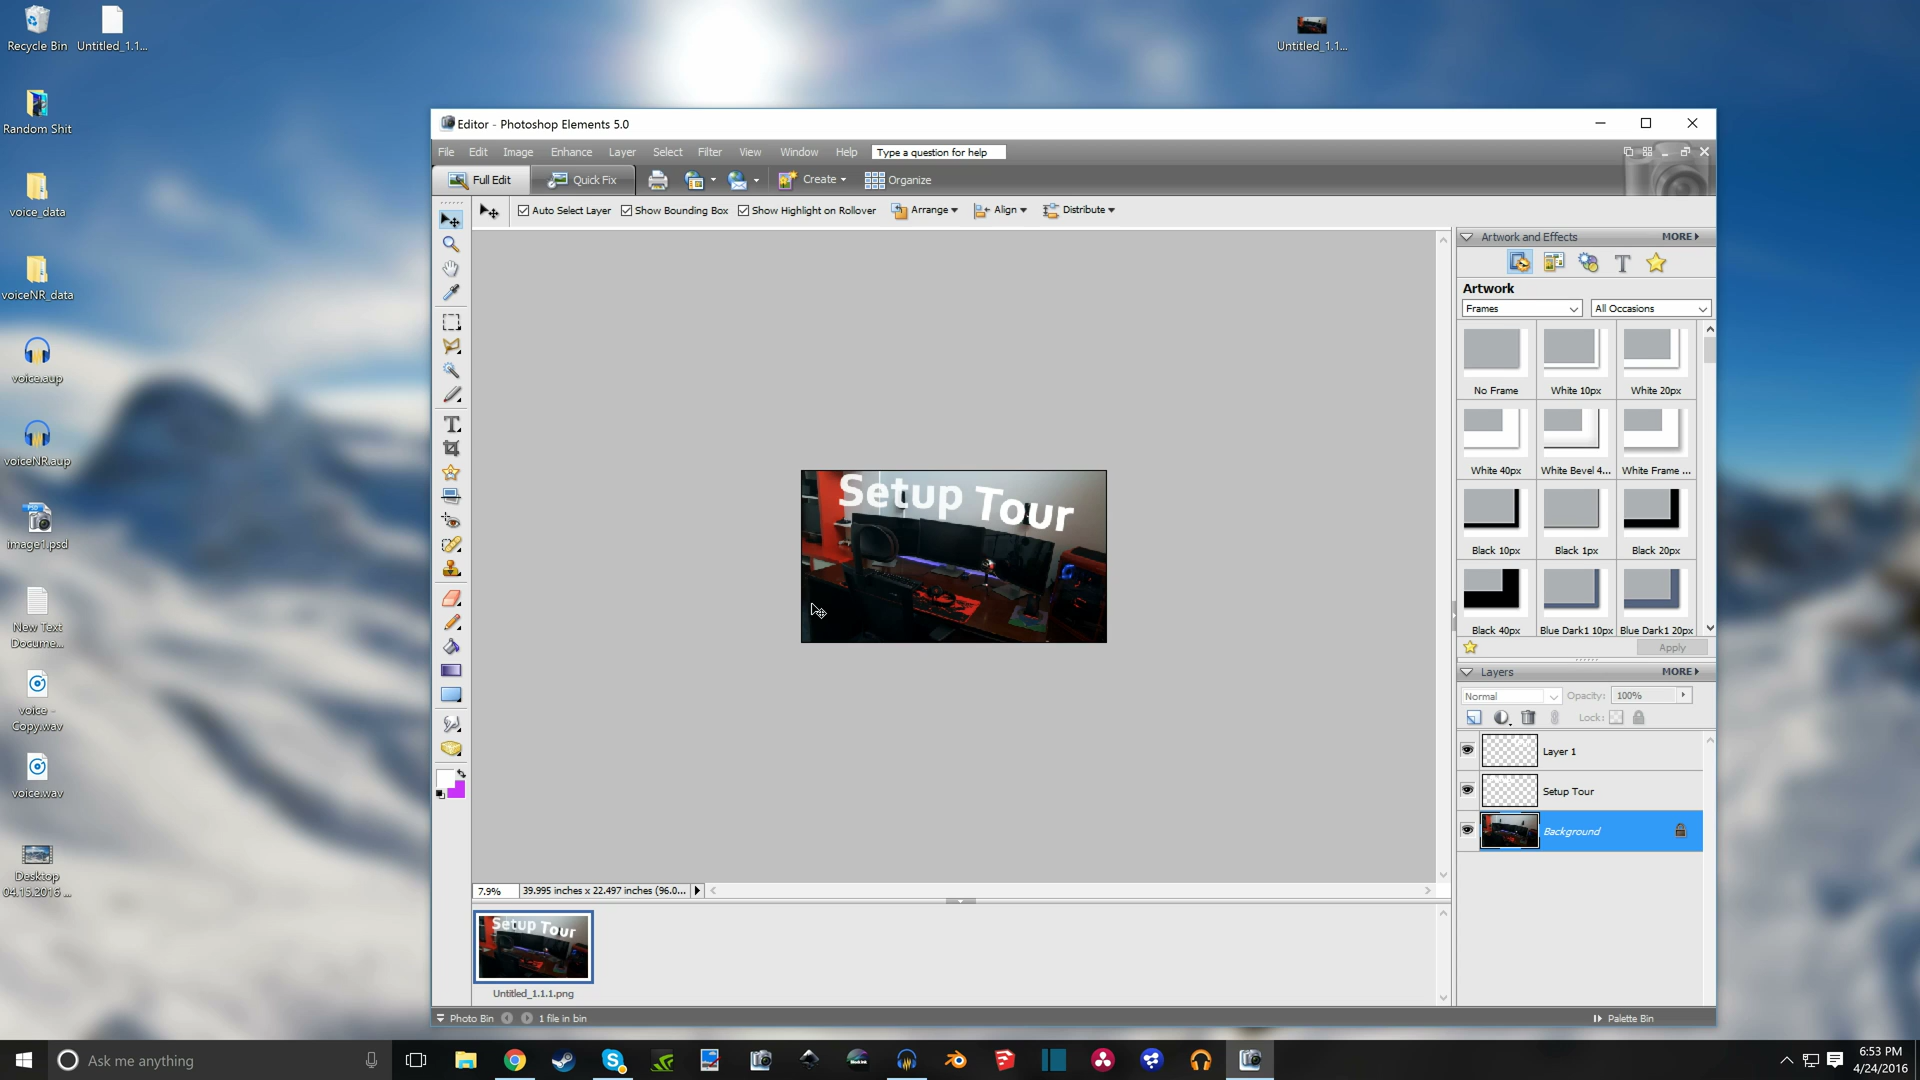 Recycle Bin
Untitled_1.1...
Untitled_1.1...
Random Shit
voice_data
voiceNR_data
voice.aup
voiceNR.aup
image1.psd
New Text
Docume...
voice -
Copy.wav
voice.wav
Desktop
04.15.2016 ...
Editor - Photoshop Elements 5.0
File Edit Image Enhance Layer Select Filter View Window Help Type a question for help
Full Edit Quick Fix Create Organize
Auto Select Layer Show Bounding Box Show Highlight on Rollover Arrange Align Distribute
Artwork and Effects MORE
Artwork
Frames All Occasions
No Frame White 10px White 20px
White 40px White Bevel 4... White Frame ...
Black 10px Black 1px Black 20px
Black 40px Blue Dark1 10px Blue Dark1 20px
Apply
Setup Tour
Layers MORE
Normal Opacity: 100%
Lock:
Layer 1
Setup Tour
Background
7.9% 39.995 inches x 22.497 inches (96.0...
Setup Tour
Untitled_1.1.1.png
Photo Bin 1 file in bin Palette Bin
Ask me anything
6:53 PM
4/24/2016